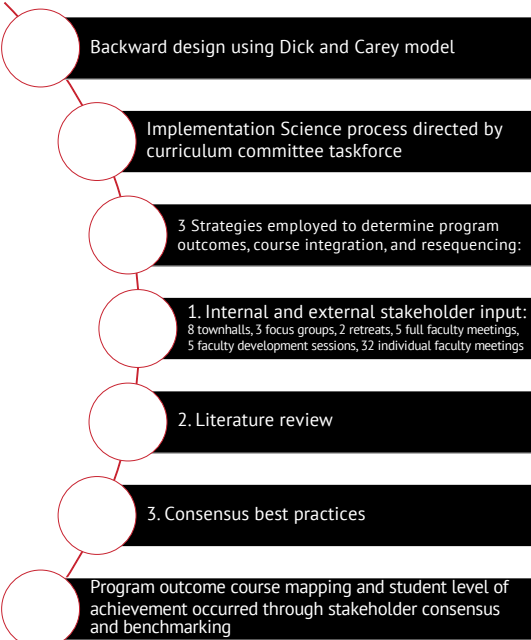 Backward design using Dick and Carey model
Implementation Science process directed by
curriculum committee taskforce
3 Strategies employed to determine program
outcomes, course integration, and resequencing:
1. Internal and external stakeholder input:
8 townhalls, 3 focus groups, 2 retreats, 5 full faculty meetings,
5 faculty development sessions, 32 individual faculty meetings
2. Literature review
3. Consensus best practices
Program outcome course mapping and student level of
achievement occurred through stakeholder consensus
and benchmarking